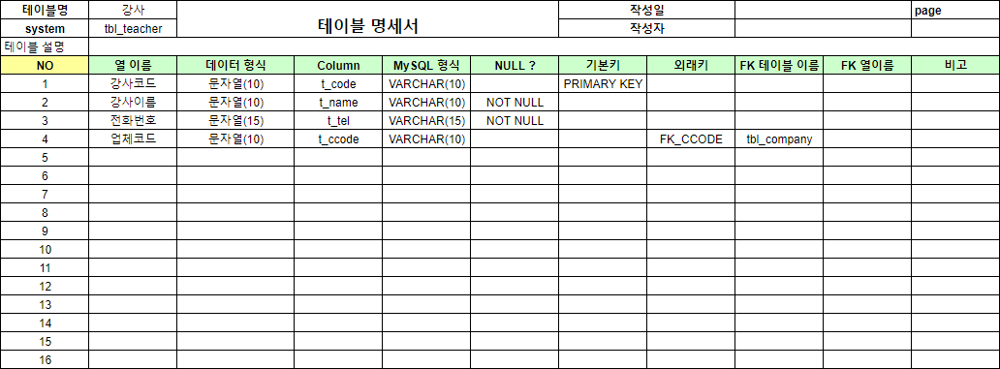 테이블명 강사 테이블 명세서 작성일 page
system tbl_teacher 작성자
테이블 설명
NO 열 이름 데이터 형식 Column MySQL 형식 NULL ? 기본키 외래키 FK 테이블 이름 FK 열이름 비고
1 강사코드 문자열(10) t_code VARCHAR(10) PRIMARY KEY
2 강사이름 문자열(10) t_name VARCHAR(10) NOT NULL
3 전화번호 문자열(15) t_tel VARCHAR(15) NOT NULL
4 업체코드 문자열(10) t_ccode VARCHAR(10) FK_CCODE tbl_company
5
6
7
8
9
10
11
12
13
14
15
16